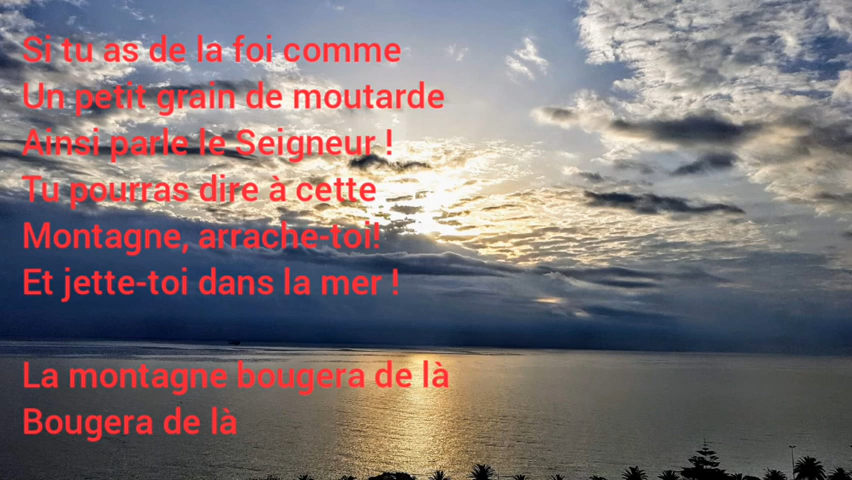 Si tu as de la foi comme
Un petit grain de moutarde
Ainsi parle le Seigneur !
Tu pourras dire à cette
Montagne, arrache-toi!
Et jette-toi dans la mer !
La montagne bougera de là
Bougera de là